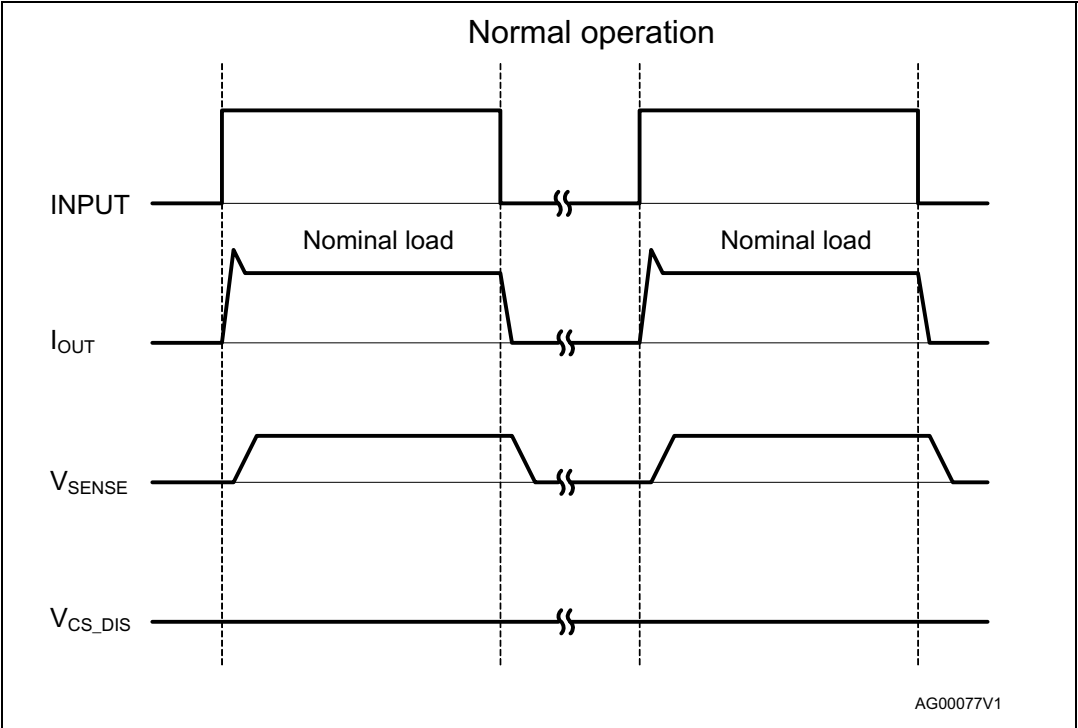 Normal operation
INPUT
Nominal load
Nominal load
IOUT
VSENSE
VCS_DIS
AG00077V1